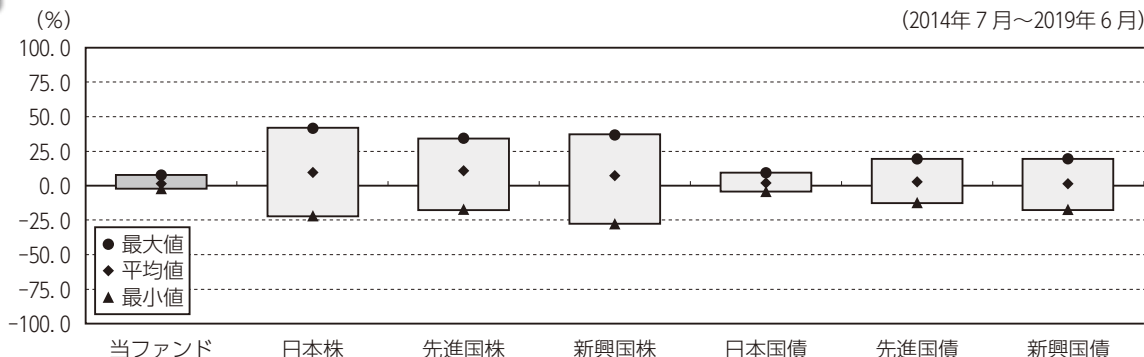 (%)
(2014年7月～2019年6月)
100.0
75.0
50.0
25.0
0.0
-25.0
-50.0
-75.0
-100.0
● 最大値
◆ 平均値
▲ 最小値
当ファンド 日本株 先進国株 新興国株 日本国債 先進国債 新興国債